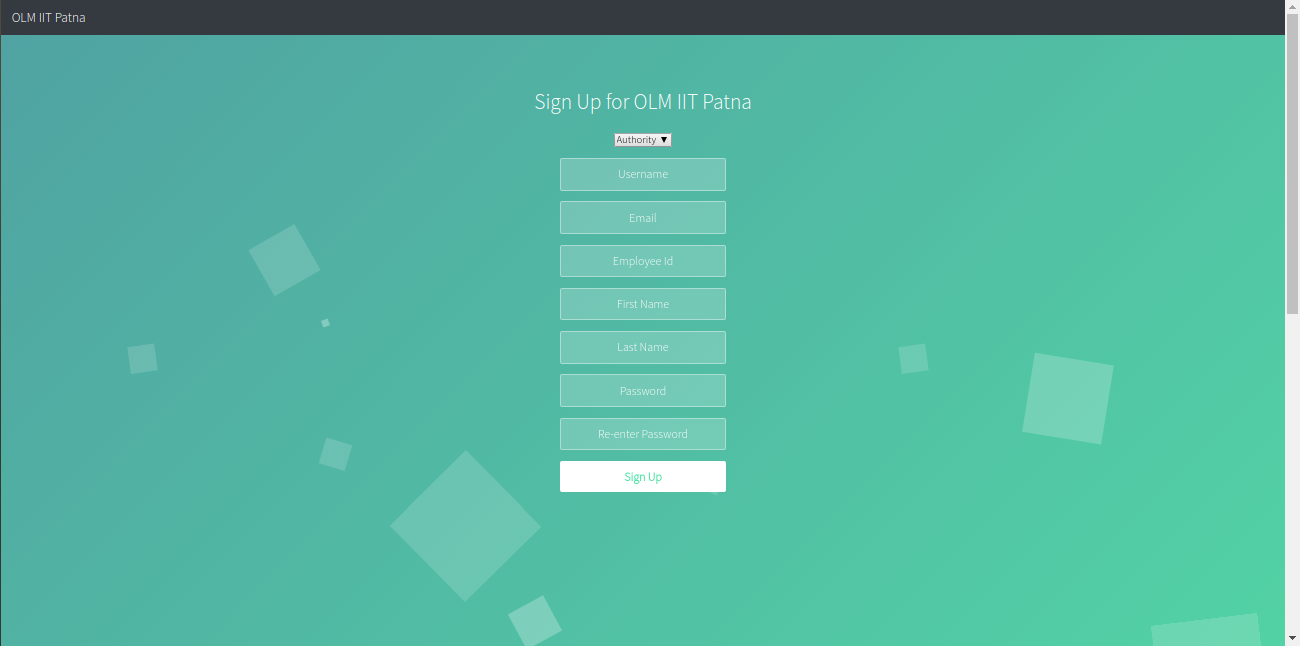 OLM IIT Patna
Sign Up for OLM IIT Patna
Authority ▼
Username
Email
Employee Id
First Name
Last Name
Password
Re-enter Password
Sign Up